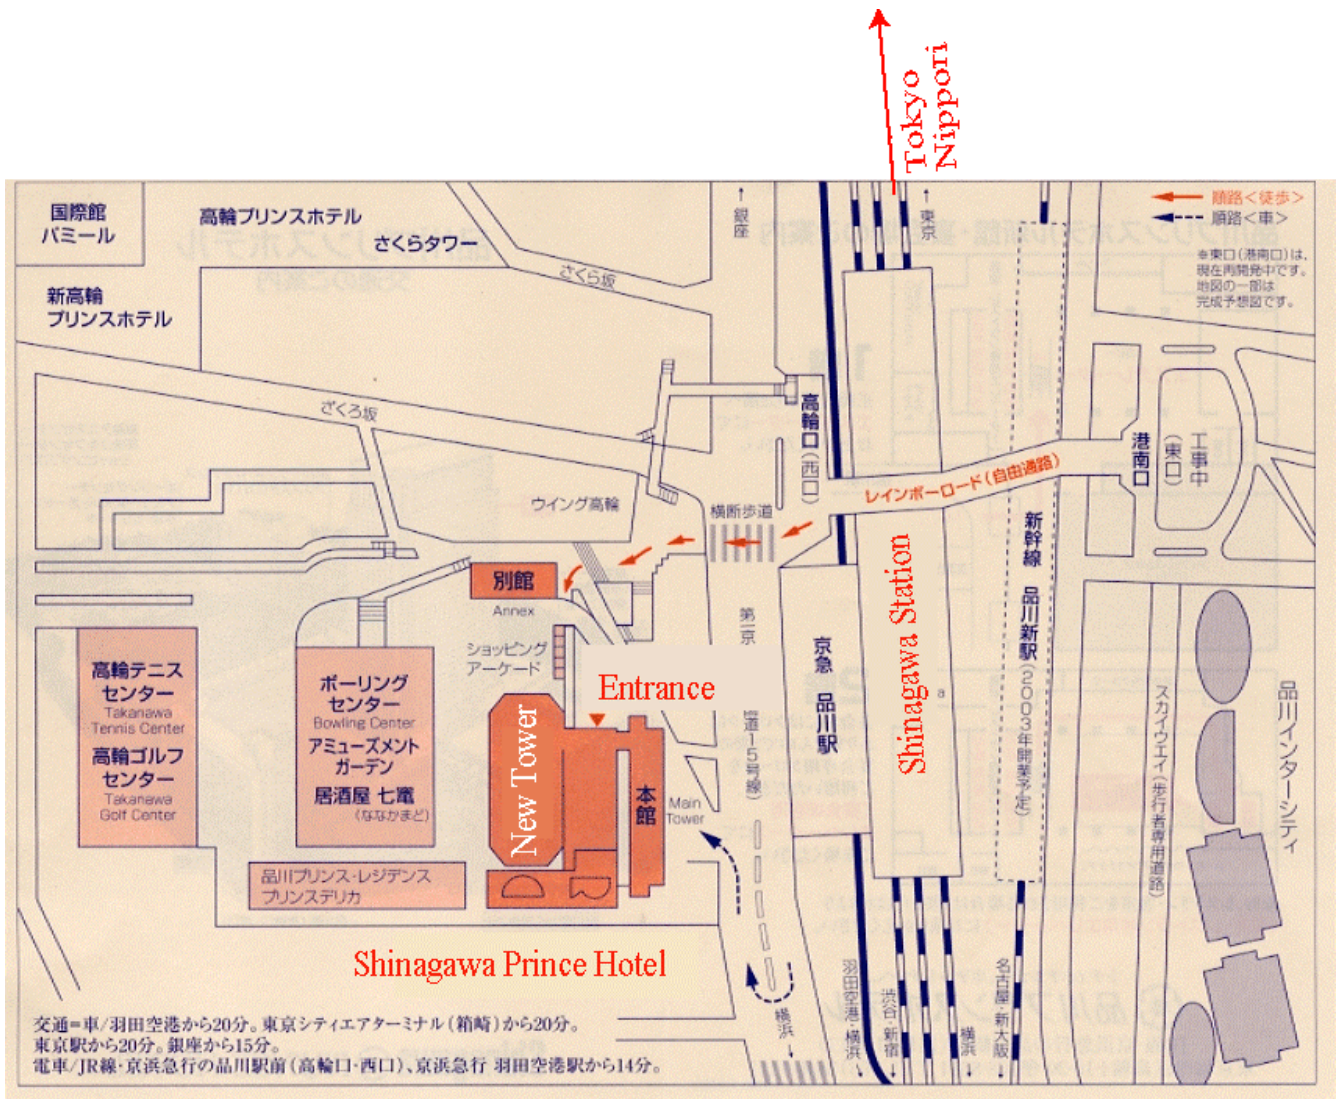 Tokyo
Nippori
国際館
パミール
高輪プリンスホテル
さくらタワー
新高輪
プリンスホテル
さくら坂
ざくろ坂
↑銀座
↑東京
順路<徒歩>
順路<車>
※東口(港南口)は、
現在再開発中です。
地図の一部は
完成予想図です。
高輪口(西口)
港南口
(東口)
工事中
レインボーロード(自由通路)
ウイング高輪
横断歩道
別館
Annex
ショッピング
アーケード
Entrance
New Tower
本館
Main
Tower
第一京
道15号線)
京急 品川駅
Shinagawa Station
a
新幹線 品川新駅(2003年開業予定)
スカイウェイ(歩行者専用道路)
品川インターシティ
高輪テニス
センター
Takanawa
Tennis Center
高輪ゴルフ
センター
Takanawa
Golf Center
ボーリング
センター
Bowling Center
アミューズメント
ガーデン
居酒屋 七竃
(ななかまど)
品川プリンス・レジデンス
プリンスデリカ
Shinagawa Prince Hotel
横浜↓
羽田空港・横浜↓
渋谷・新宿↓
横浜↓
名古屋・新大阪↓
交通=車/羽田空港から20分。東京シティエアターミナル(箱崎)から20分。
東京駅から20分。銀座から15分。
電車/JR線・京浜急行の品川駅前(高輪口・西口)、京浜急行 羽田空港駅から14分。